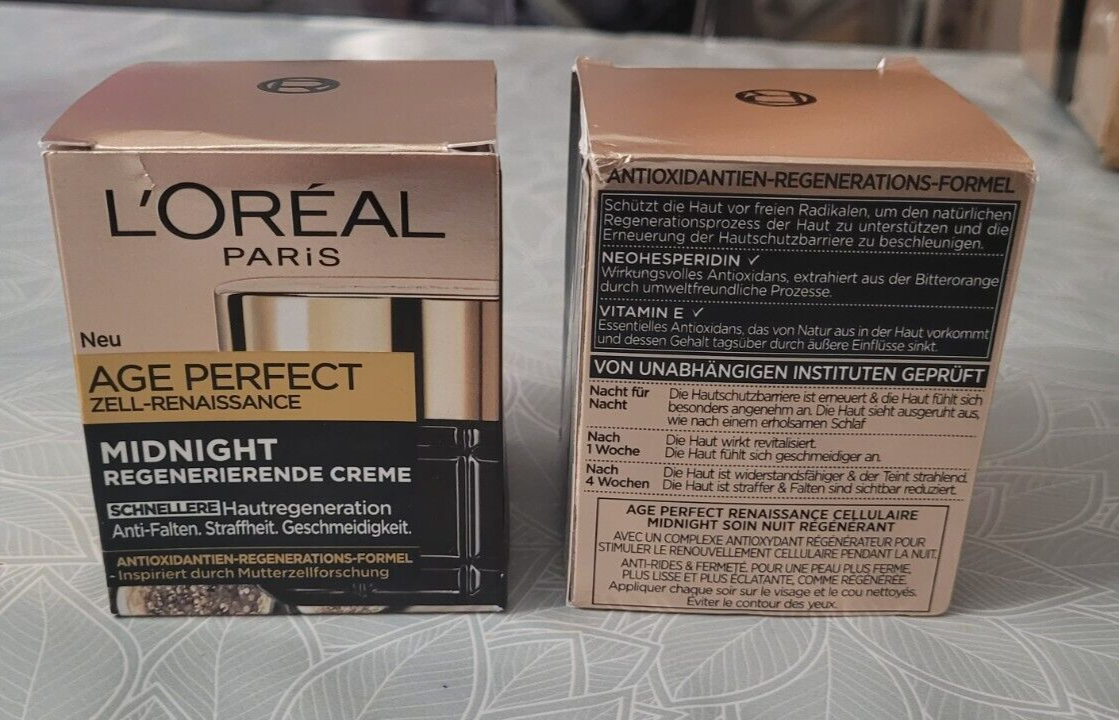 L'ORÉAL
PARiS
Neu
AGE PERFECT
ZELL-RENAISSANCE
MIDNIGHT
REGENERIERENDE CREME
SCHNELLERE Hautregeneration
Anti-Falten. Straffheit. Geschmeidigkeit.
ANTIOXIDANTIEN-REGENERATIONS-FORMEL
- Inspiriert durch Mutterzellforschung
ANTIOXIDANTIEN-REGENERATIONS-FORMEL
Schützt die Haut vor freien Radikalen, um den natürlichen
Regenerationsprozess der Haut zu unterstützen und die
Erneuerung der Hautschutzbarriere zu beschleunigen.
NEOHESPERIDIN ✓
Wirkungsvolles Antioxidans, extrahiert aus der Bitterorange
durch umweltfreundliche Prozesse.
VITAMIN E ✓
Essentielles Antioxidans, das von Natur aus in der Haut vorkommt
und dessen Gehalt tagsüber durch äußere Einflüsse sinkt.
VON UNABHÄNGIGEN INSTITUTEN GEPRÜFT
Nacht für Die Hautschutzbarriere ist erneuert & die Haut fühlt sich
Nacht besonders angenehm an. Die Haut sieht ausgeruht aus,
wie nach einem erholsamen Schlaf
Nach Die Haut wirkt revitalisiert.
1 Woche Die Haut fühlt sich geschmeidiger an.
Nach Die Haut ist widerstandsfähiger & der Teint strahlend.
4 Wochen Die Haut ist straffer & Falten sind sichtbar reduziert.
AGE PERFECT RENAISSANCE CELLULAIRE
MIDNIGHT SOIN NUIT RÉGÉNÉRANT
AVEC UN COMPLEXE ANTIOXYDANT RÉGÉNÉRATEUR POUR
STIMULER LE RENOUVELLEMENT CELLULAIRE PENDANT LA NUIT.
ANTI-RIDES & FERMETÉ. POUR UNE PEAU PLUS FERME,
PLUS LISSE ET PLUS ÉCLATANTE, COMME RÉGÉNÉRÉE.
Appliquer chaque soir sur le visage et le cou nettoyés.
Éviter le contour des yeux.